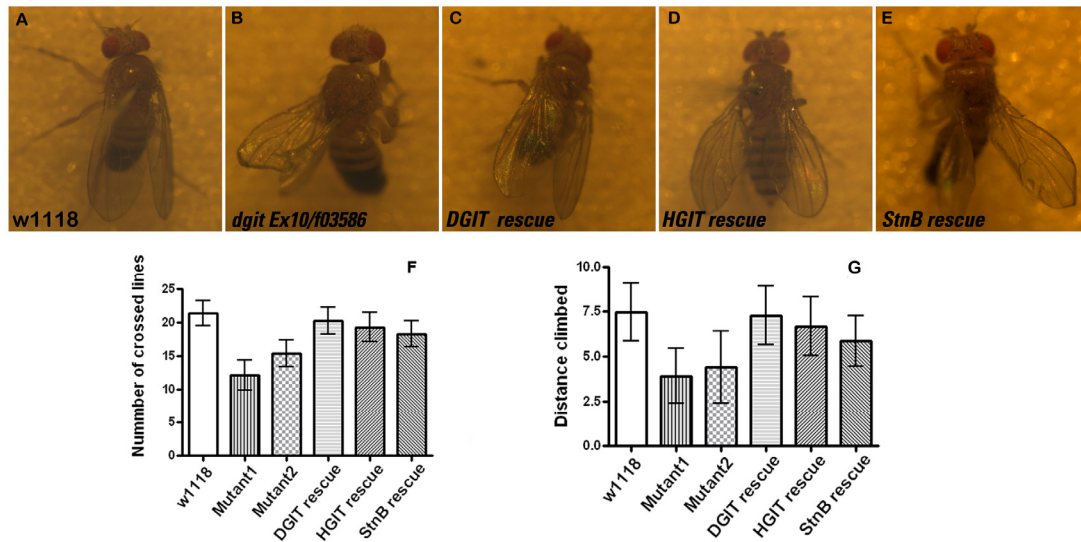 A
B
C
D
E
w1118
dgit Ex10/f03586
DGIT rescue
HGIT rescue
StnB rescue
F
Nummber of crossed lines
25
20
15
10
5
0
w1118
Mutant1
Mutant2
DGIT rescue
HGIT rescue
StnB rescue
G
Distance climbed
10.0
7.5
5.0
2.5
0.0
w1118
Mutant1
Mutant2
DGIT rescue
HGIT rescue
StnB rescue